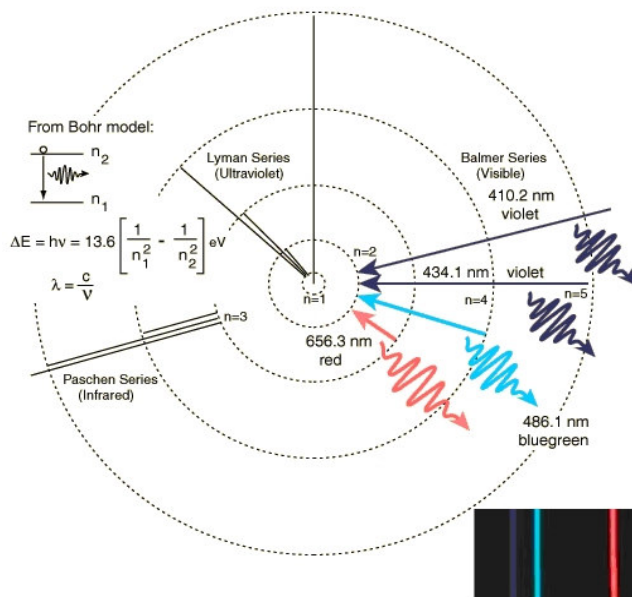 From Bohr model:
n₂
n₁
ΔE = hν = 13.6 [ 1/n₁² - 1/n₂² ] eV
λ = c/ν
Lyman Series
(Ultraviolet)
Balmer Series
(Visible)
410.2 nm
violet
n=2
434.1 nm violet
n=1
n=4
n=5
n=3
656.3 nm
red
Paschen Series
(Infrared)
486.1 nm
bluegreen